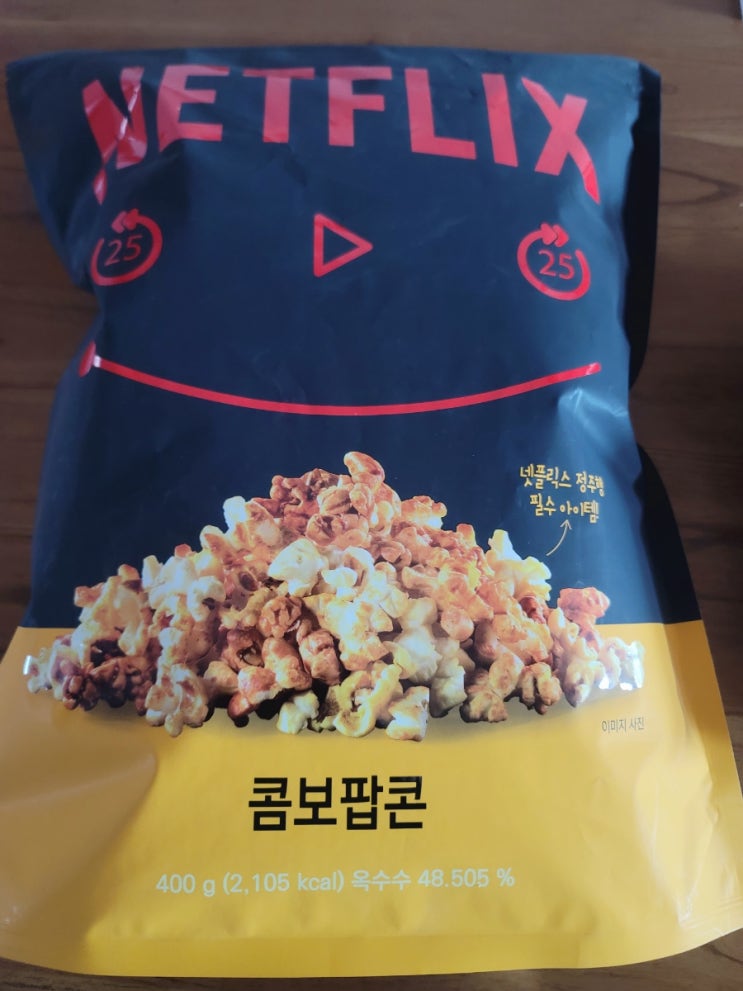 NETFLIX
25
25
넷플릭스 정주행
필수 아이템!
이미지 사진
콤보팝콘
400 g (2,105 kcal) 옥수수 48.505 %